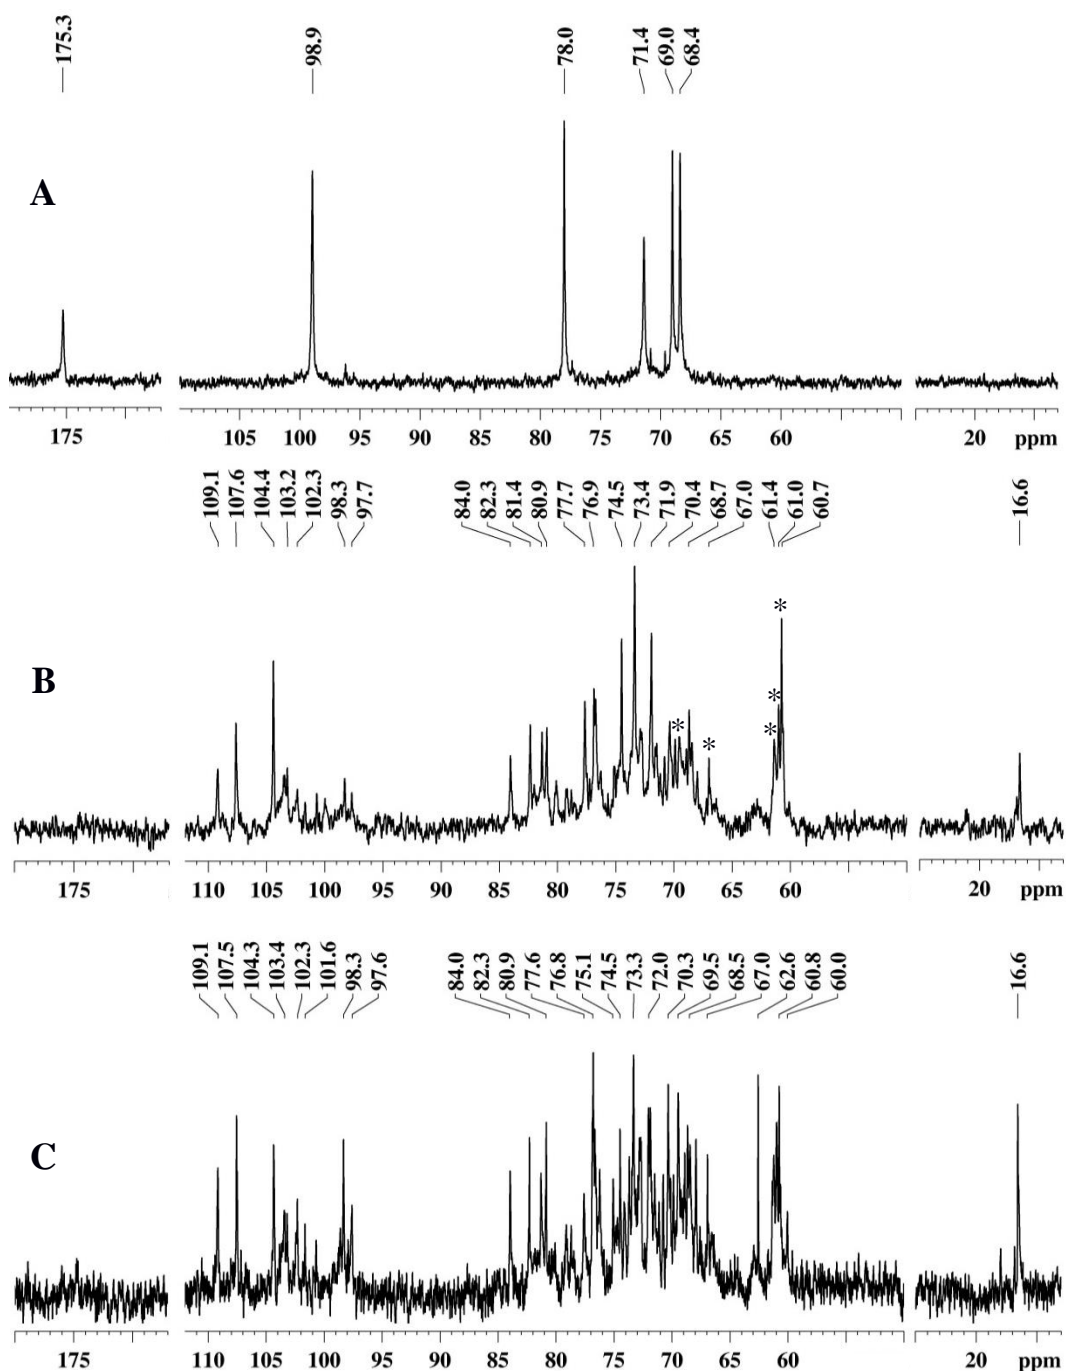 175.3 98.9 78.0 71.4 69.0 68.4
A
175 105 100 95 90 85 80 75 70 65 60 20 ppm
109.1 107.6 104.4 103.2 102.3 98.3 97.7 84.0 82.3 81.4 80.9 77.7 76.9 74.5 73.4 71.9 70.4 68.7 67.0 61.4 61.0 60.7 16.6
*
*
* * *
B
175 110 105 100 95 90 85 80 75 70 65 60 20 ppm
109.1 107.5 104.3 103.4 102.3 101.6 98.3 97.6 84.0 82.3 80.9 77.6 76.8 75.1 74.5 73.3 72.0 70.3 69.5 68.5 67.0 62.6 60.8 60.0 16.6
C
175 110 105 100 95 90 85 80 75 70 65 60 20 ppm